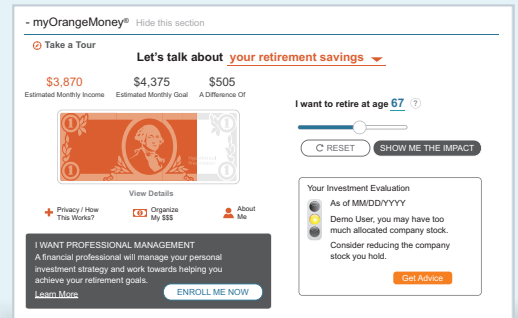 - myOrangeMoney® Hide this section
Take a Tour
Let's talk about your retirement savings
$3,870 $4,375 $505
Estimated Monthly Income Estimated Monthly Goal A Difference Of
I want to retire at age 67 ?
RESET SHOW ME THE IMPACT
View Details
Privacy / How This Works?
Organize My $$$
About Me
Your Investment Evaluation
As of MM/DD/YYYY
Demo User, you may have too
much allocated company stock.
Consider reducing the company
stock you hold.
Get Advice
I WANT PROFESSIONAL MANAGEMENT
A financial professional will manage your personal
investment strategy and work towards helping you
achieve your retirement goals.
Learn More ENROLL ME NOW